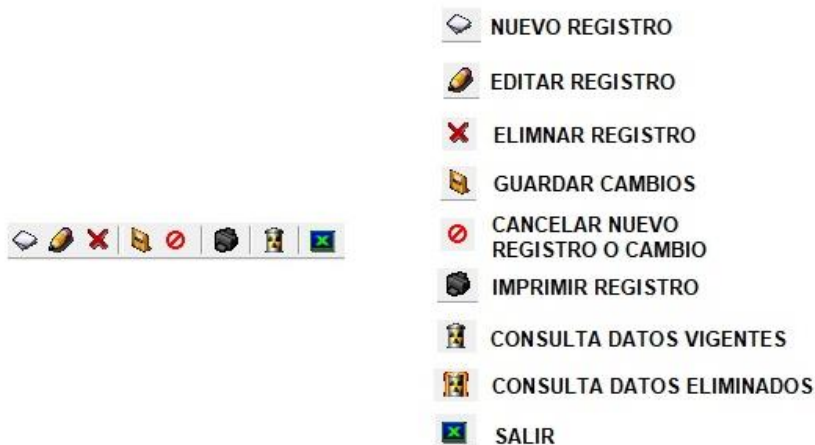 NUEVO REGISTRO
EDITAR REGISTRO
ELIMNAR REGISTRO
GUARDAR CAMBIOS
CANCELAR NUEVO
REGISTRO O CAMBIO
IMPRIMIR REGISTRO
CONSULTA DATOS VIGENTES
CONSULTA DATOS ELIMINADOS
SALIR